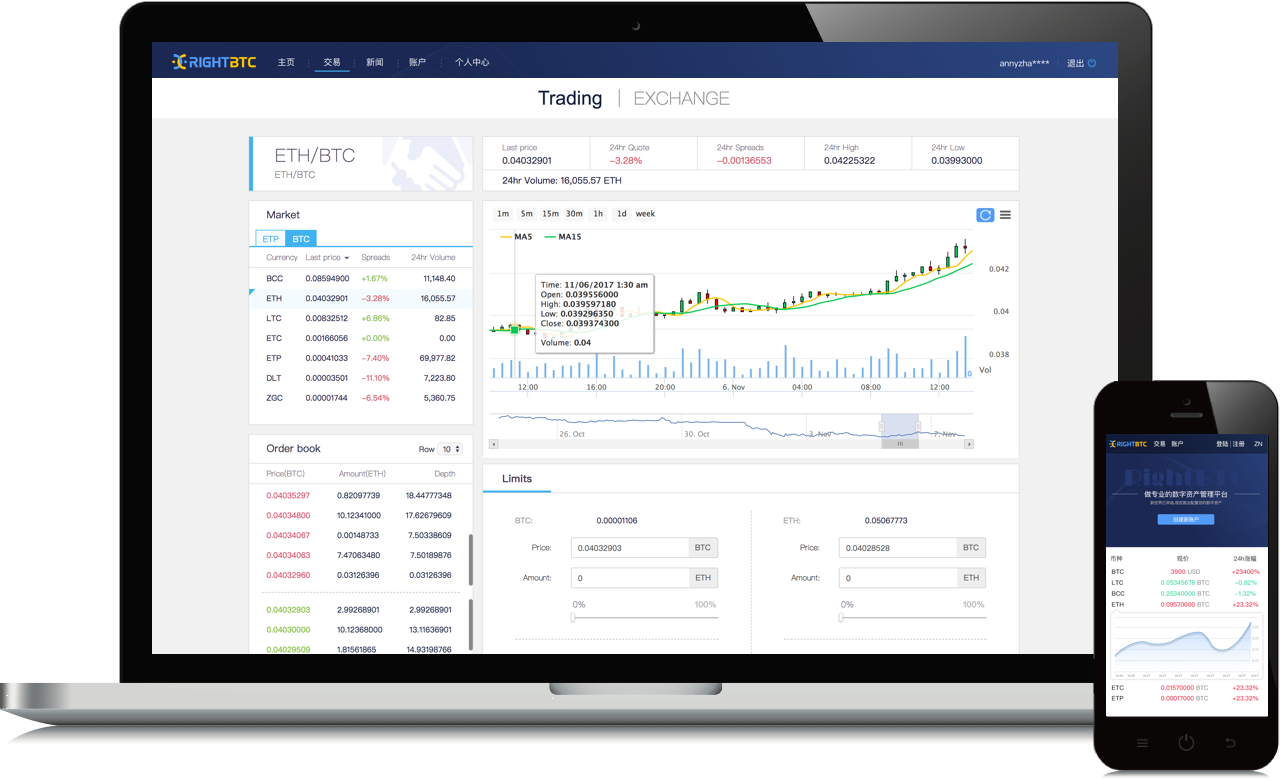 RIGHTBTC 主页 交易 新闻 账户 个人中心 annyzha**** 退出
Trading | EXCHANGE
ETH/BTC
ETH/BTC
Last price 24hr Quote 24hr Spreads 24hr High 24hr Low
0.04032901 −3.28% −0.00136553 0.04225322 0.03993000
24hr Volume: 16,055.57 ETH
Market
ETP BTC
Currency Last price Spreads 24hr Volume
BCC 0.08594900 +1.67% 11,148.40
ETH 0.04032901 −3.28% 16,055.57
LTC 0.00832512 +6.86% 82.85
ETC 0.00166056 +0.00% 0.00
ETP 0.00041033 −7.40% 69,977.82
DLT 0.00003501 −11.10% 7,223.80
ZGC 0.00001744 −6.54% 5,360.75
1m 5m 15m 30m 1h 1d week
MA5 MA15
Time: 11/06/2017 1:30 am
Open: 0.039556000
High: 0.039597180
Low: 0.039296350
Close: 0.039374300
Volume: 0.04
0.042
0.04
0.038
Vol
0
12:00 16:00 20:00 6. Nov 04:00 08:00 12:00
26. Oct 30. Oct 3. Nov 7. Nov
Order book Row 10
Price(BTC) Amount(ETH) Depth
0.04035297 0.82097739 18.44777348
0.04034800 10.12341000 17.62679609
0.04034067 0.00148733 7.50338609
0.04034063 7.47063480 7.50189876
0.04032960 0.03126396 0.03126396
0.04032903 2.99268901 2.99268901
0.04030000 10.12368000 13.11636901
0.04029509 1.81561865 14.93198766
Limits
BTC: 0.00001106
Price: 0.04032903 BTC
Amount: 0 ETH
0% 100%
ETH: 0.05067773
Price: 0.04028528 BTC
Amount: 0 ETH
0% 100%
RIGHTBTC 交易 账户 登陆 | 注册 ZN
RightBTC
做专业的数字资产管理平台
创建新账户
币种 现价 24h涨幅
BTC 3900 USD +23400%
LTC 0.05345678 BTC −0.82%
BCC 0.25340000 BTC −1.32%
ETH 0.09570000 BTC +23.32%
ETC 0.01570000 BTC +23.32%
ETP 0.00017000 BTC +23.32%